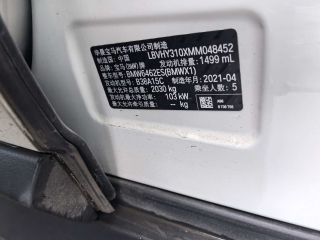 华晨宝马汽车有限公司制造
制造国：中国 LBVHY310XMM048452
品牌：宝马(BMW)牌 发动机排量：1499 mL
整车型号：BMW6462ES(BMWX1)
发动机型号：B38A15C 制造年月：2021-04
最大允许总质量：2030 kg 乘坐人数：5
发动机最大净功率：103 kW